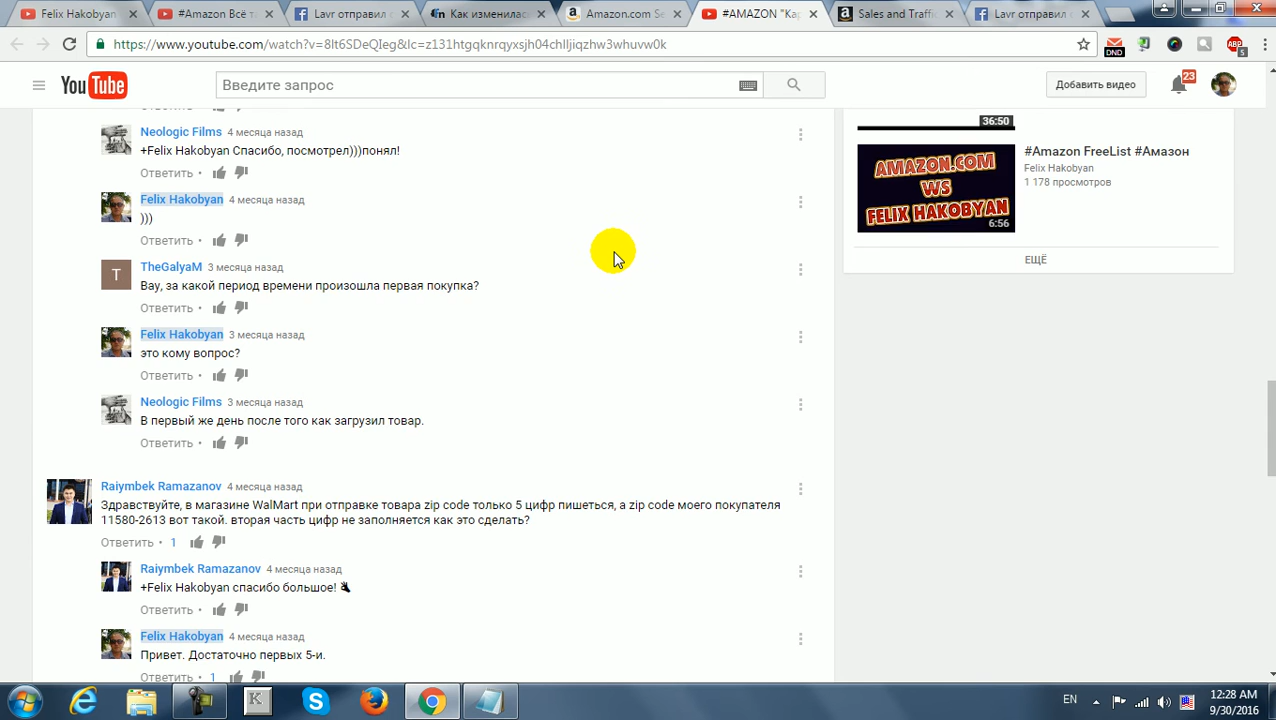 Felix Hakobyan
#Amazon Всё та
Lavr отправил с
Как изменилас
Amazon.com Se
#AMAZON "Кар
Sales and Traffi
Lavr отправил с
https://www.youtube.com/watch?v=8It6SDeQIeg&lc=z131htgqknrqyxsjh04chlljiqzhw3whuvw0k
DND
ABP
5
YouTube
Введите запрос
Добавить видео
23
Neologic Films 4 месяца назад
+Felix Hakobyan Спасибо, посмотрел)))понял!
Ответить •
Felix Hakobyan 4 месяца назад
)))
Ответить •
T
TheGalyaM 3 месяца назад
Вау, за какой период времени произошла первая покупка?
Ответить •
Felix Hakobyan 3 месяца назад
это кому вопрос?
Ответить •
Neologic Films 3 месяца назад
В первый же день после того как загрузил товар.
Ответить •
Raiymbek Ramazanov 4 месяца назад
Здравствуйте, в магазине WalMart при отправке товара zip code только 5 цифр пишеться, а zip code моего покупателя
11580-2613 вот такой. вторая часть цифр не заполняется как это сделать?
Ответить • 1
Raiymbek Ramazanov 4 месяца назад
+Felix Hakobyan спасибо большое!
Ответить •
Felix Hakobyan 4 месяца назад
Привет. Достаточно первых 5-и.
Ответить • 1
36:50
AMAZON.COM
WS
FELIX HAKOBYAN
6:56
#Amazon FreeList #Амазон
Felix Hakobyan
1 178 просмотров
ЕЩЁ
K
EN
12:28 AM
9/30/2016